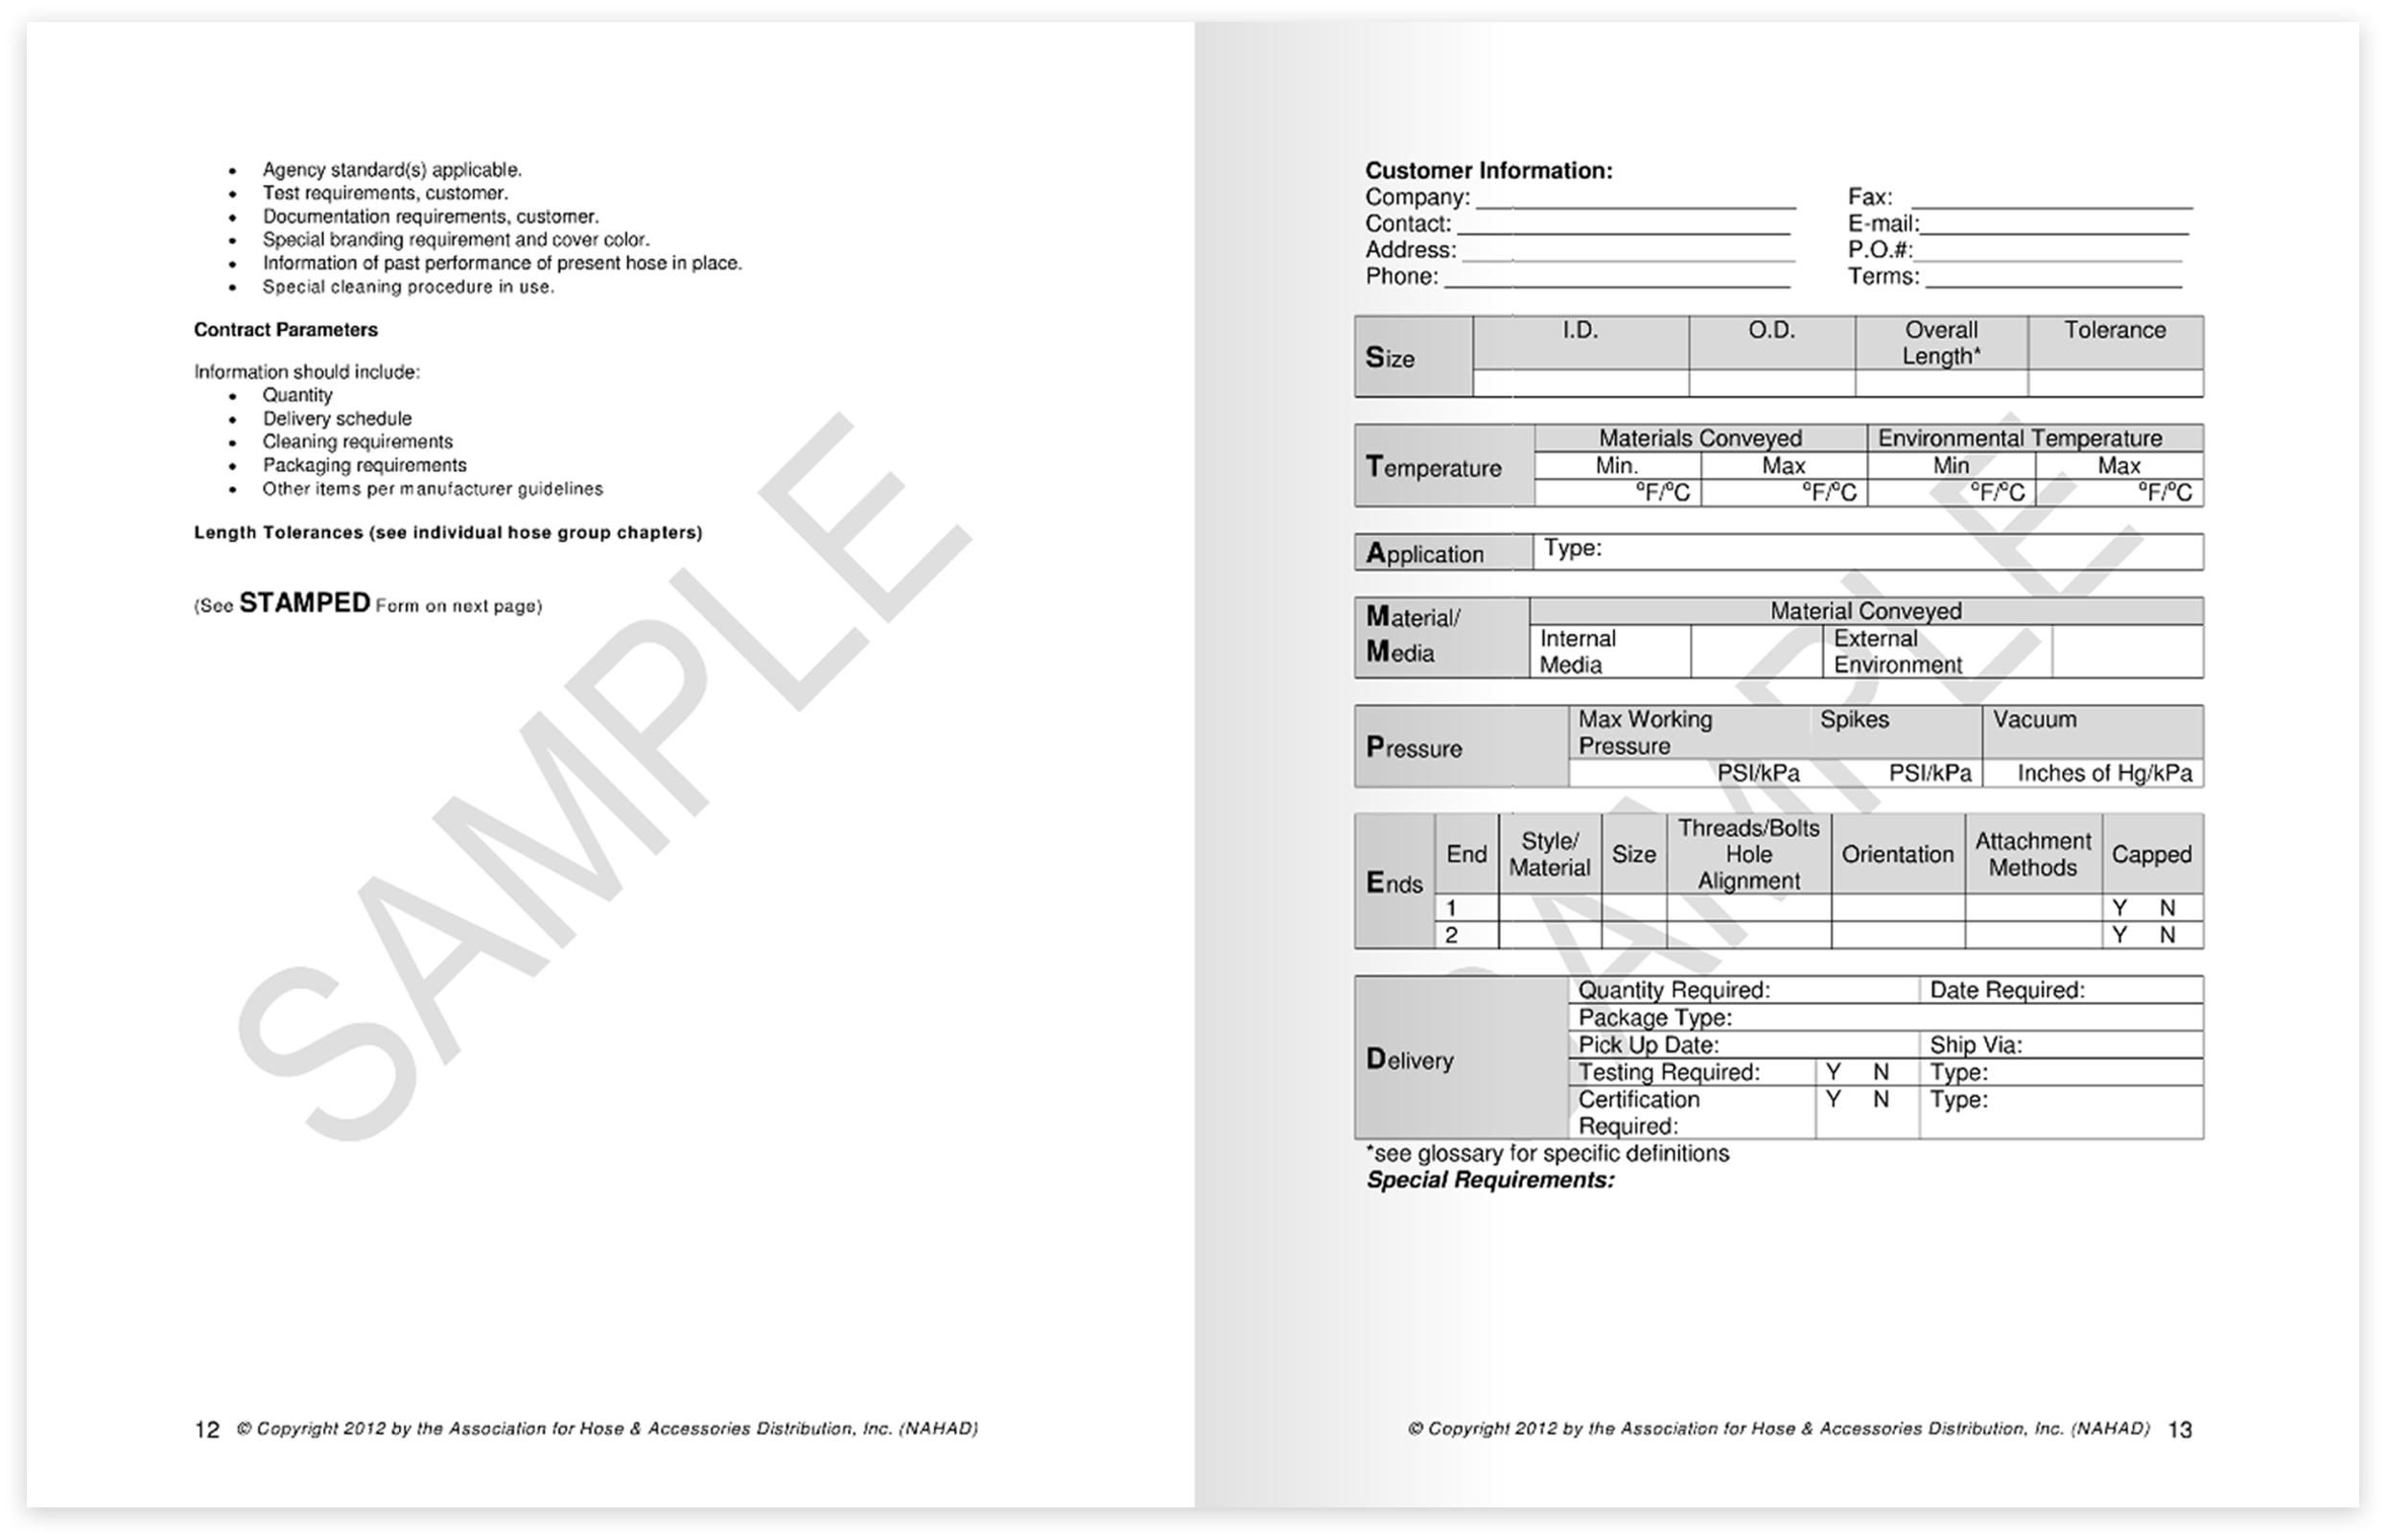 • Agency standard(s) applicable.
• Test requirements, customer.
• Documentation requirements, customer.
• Special branding requirement and cover color.
• Information of past performance of present hose in place.
• Special cleaning procedure in use.
Contract Parameters
Information should include:
• Quantity
• Delivery schedule
• Cleaning requirements
• Packaging requirements
• Other items per manufacturer guidelines
Length Tolerances (see individual hose group chapters)
(See STAMPED Form on next page)
SAMPLE
12 © Copyright 2012 by the Association for Hose & Accessories Distribution, Inc. (NAHAD)
Customer Information:
Company: Fax:
Contact: E-mail:
Address: P.O.#:
Phone: Terms:
Size I.D. O.D. Overall Tolerance
Length*
Temperature Materials Conveyed Environmental Temperature
Min. Max Min Max
ºF/ºC ºF/ºC ºF/ºC ºF/ºC
Application Type:
Material/ Material Conveyed
Media Internal External
Media Environment
Pressure Max Working Spikes Vacuum
Pressure
PSI/kPa PSI/kPa Inches of Hg/kPa
Ends End Style/ Size Threads/Bolts Orientation Attachment Capped
Material Hole Methods
Alignment
1 Y N
2 Y N
Delivery Quantity Required: Date Required:
Package Type:
Pick Up Date: Ship Via:
Testing Required: Y N Type:
Certification Y N Type:
Required:
*see glossary for specific definitions
Special Requirements:
SAMPLE
© Copyright 2012 by the Association for Hose & Accessories Distribution, Inc. (NAHAD) 13